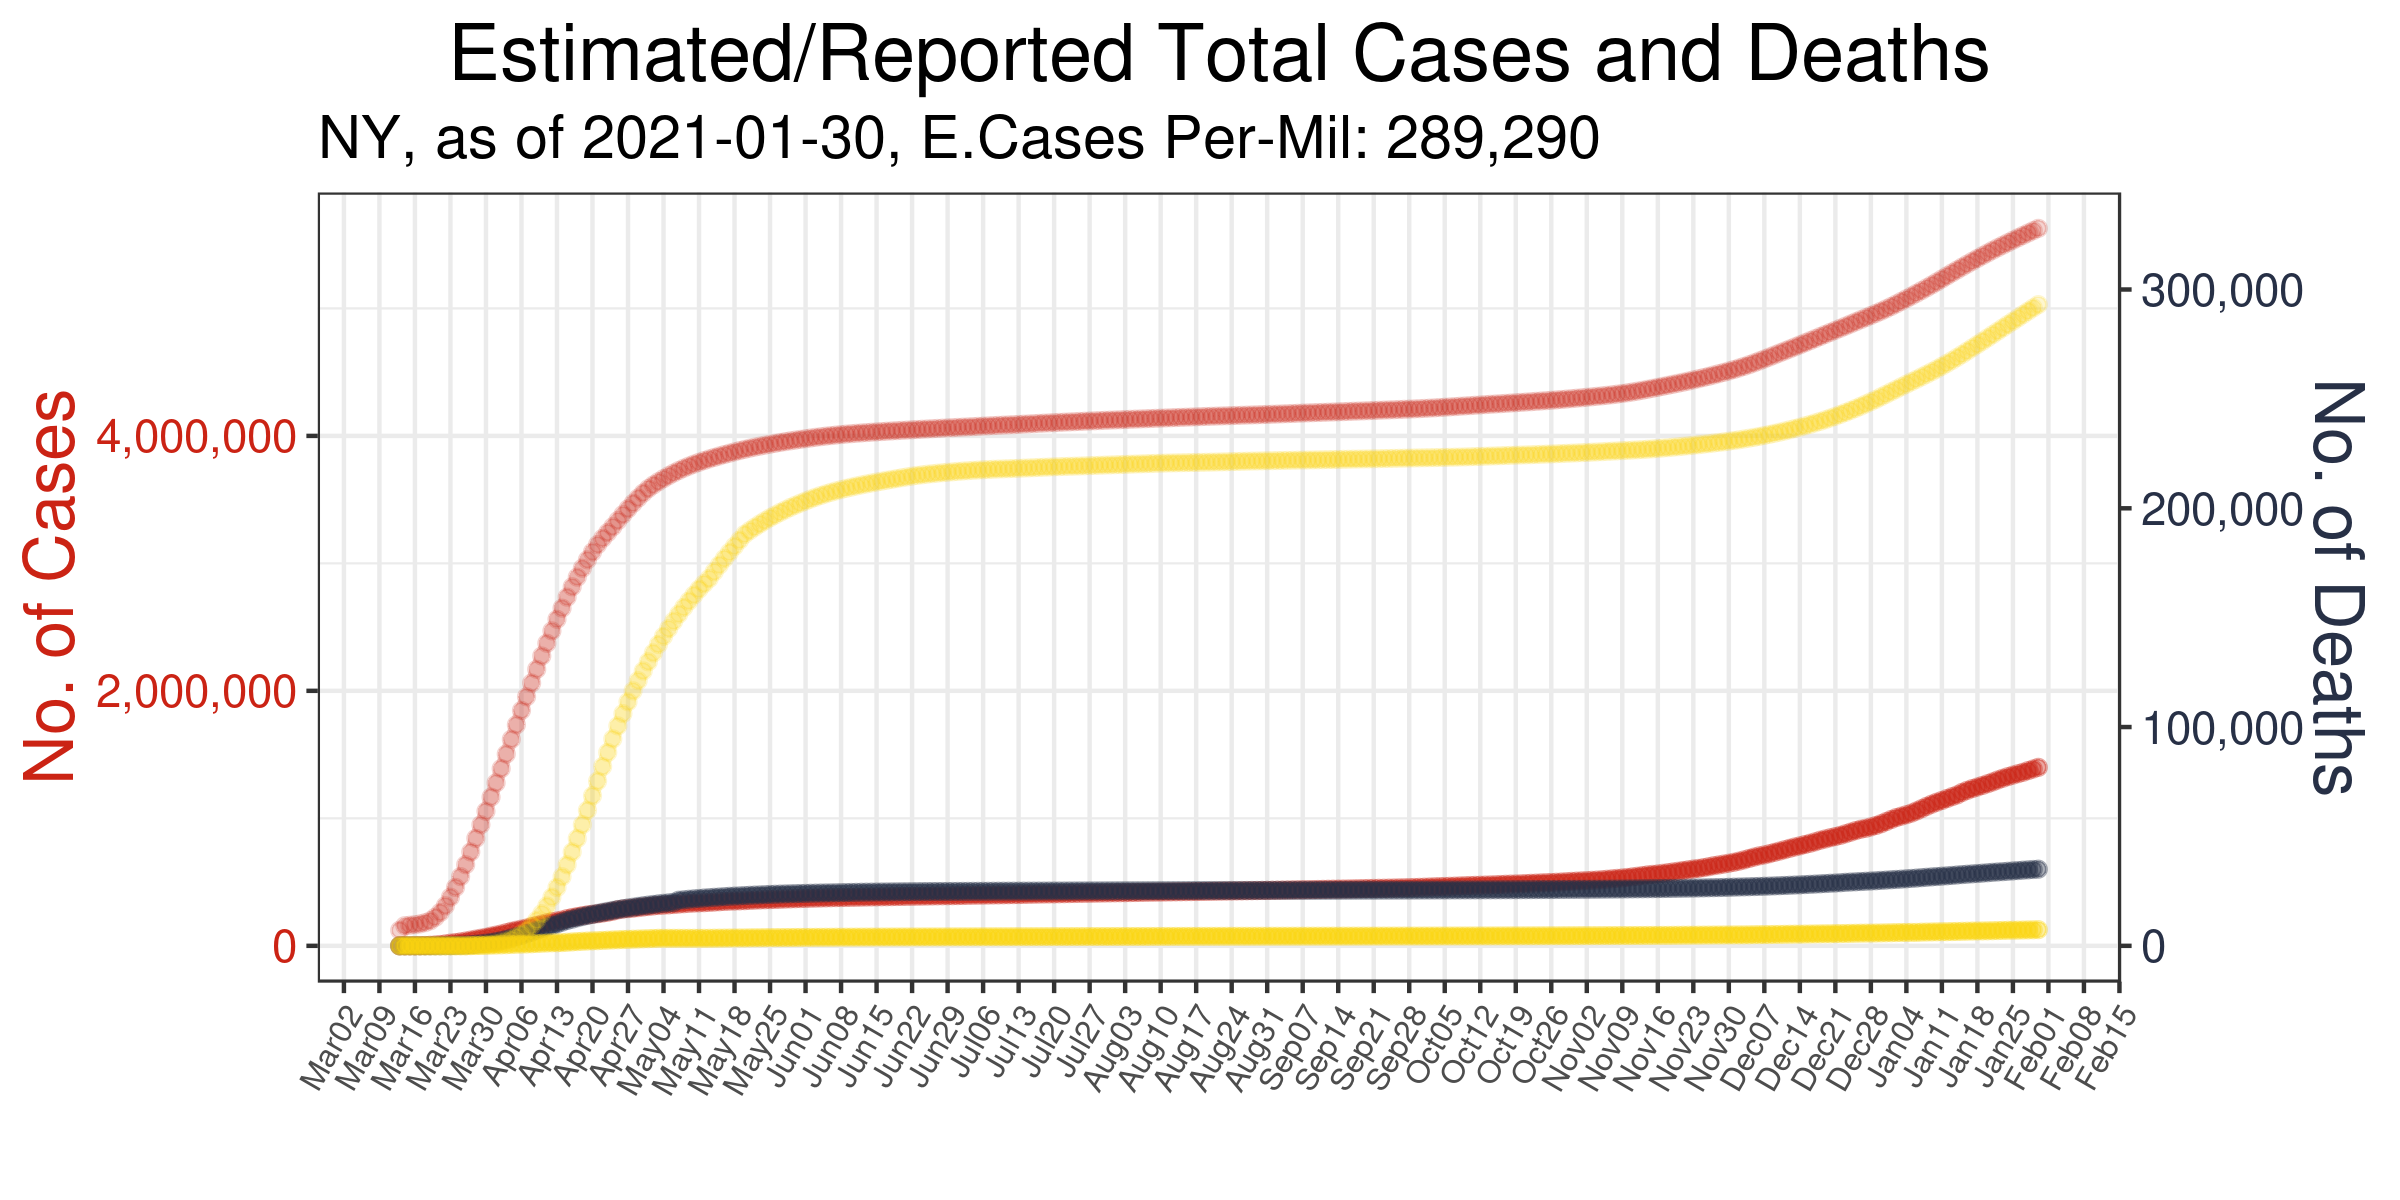 Estimated/Reported Total Cases and Deaths
NY, as of 2021-01-30, E.Cases Per-Mil: 289,290
No. of Cases
4,000,000
2,000,000
0
300,000
200,000
100,000
0
No. of Deaths
Mar02
Mar09
Mar16
Mar23
Mar30
Apr06
Apr13
Apr20
Apr27
May04
May11
May18
May25
Jun01
Jun08
Jun15
Jun22
Jun29
Jul06
Jul13
Jul20
Jul27
Aug03
Aug10
Aug17
Aug24
Aug31
Sep07
Sep14
Sep21
Sep28
Oct05
Oct12
Oct19
Oct26
Nov02
Nov09
Nov16
Nov23
Nov30
Dec07
Dec14
Dec21
Dec28
Jan04
Jan11
Jan18
Jan25
Feb01
Feb08
Feb15